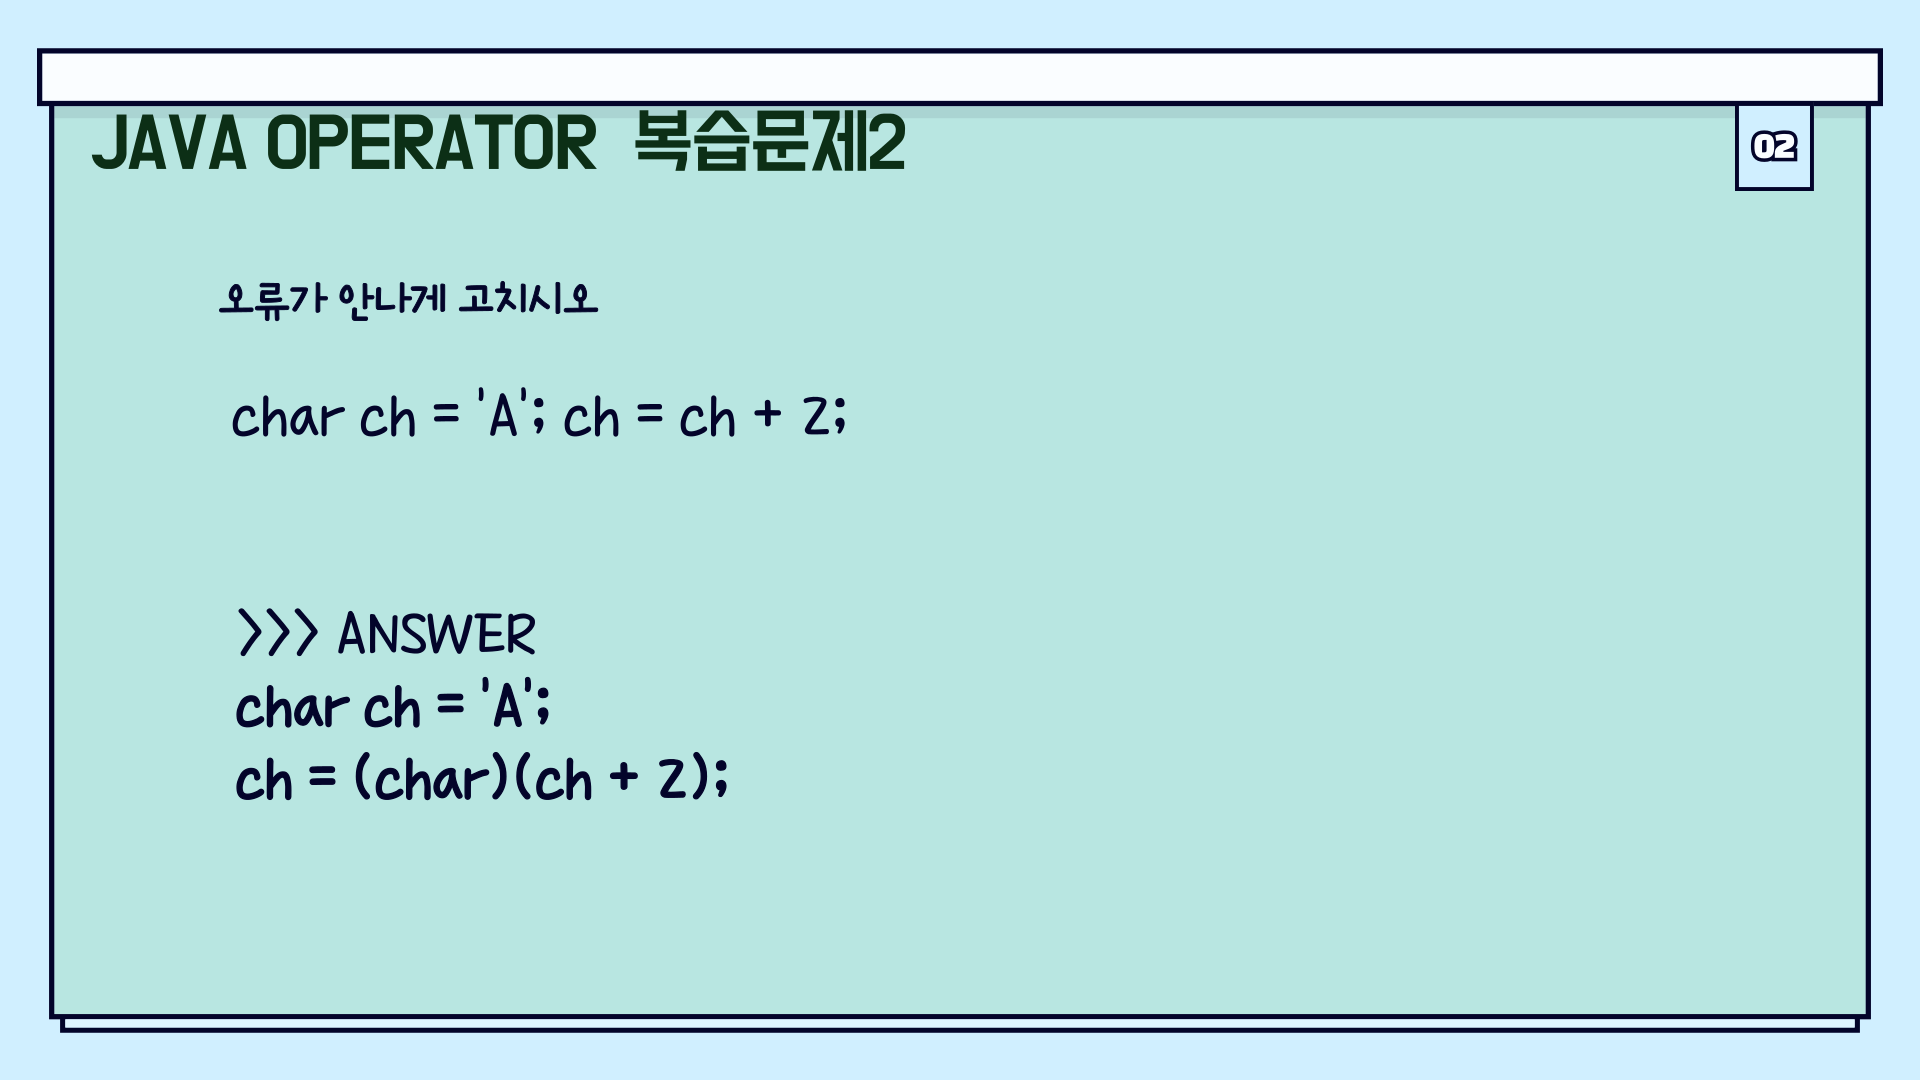 JAVA OPERATOR 복습문제2
02
오류가 안나게 고치시오
char ch = 'A'; ch = ch + 2;
>>> ANSWER
char ch = 'A';
ch = (char)(ch + 2);